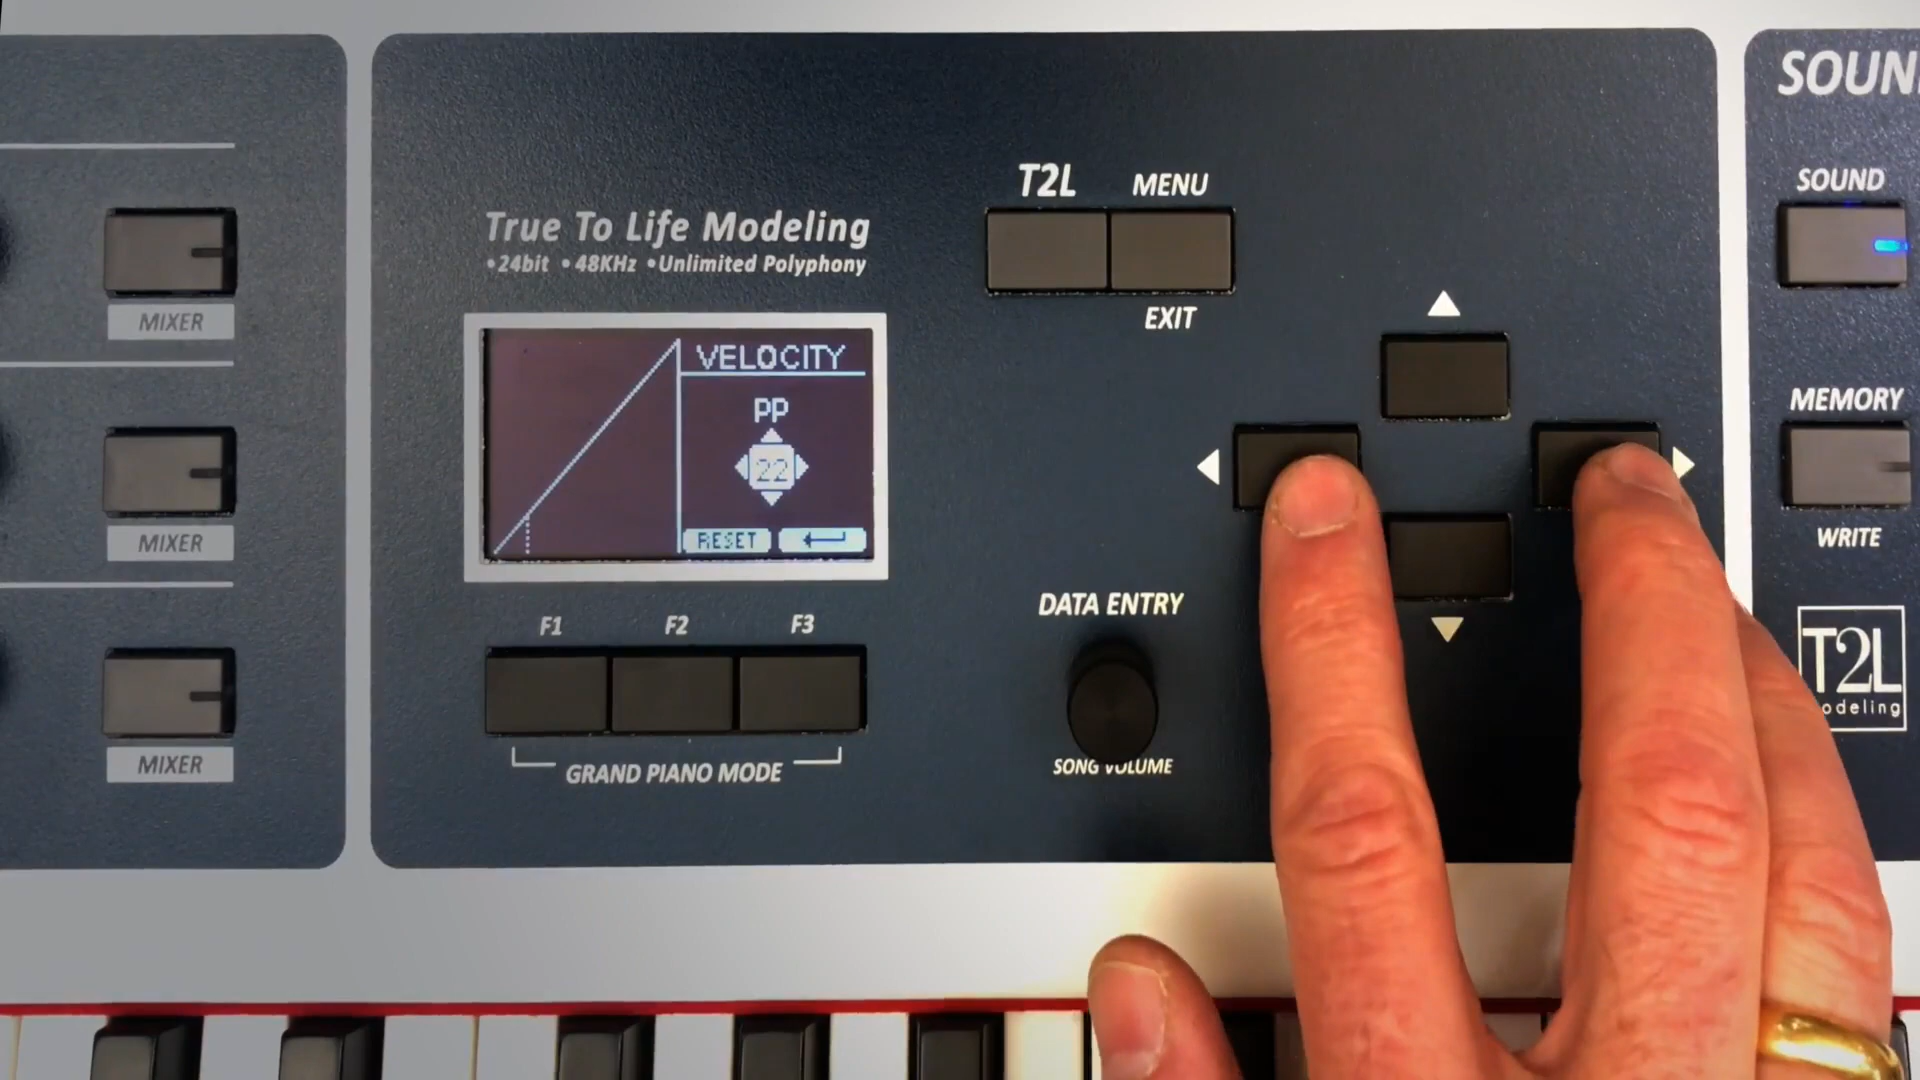 SOUN
T2L
MENU
SOUND
True To Life Modeling
•24bit •48KHz •Unlimited Polyphony
EXIT
MIXER
VELOCITY
PP
22
RESET
MEMORY
WRITE
MIXER
DATA ENTRY
F1 F2 F3
T2L
odeling
SONG VOLUME
GRAND PIANO MODE
MIXER